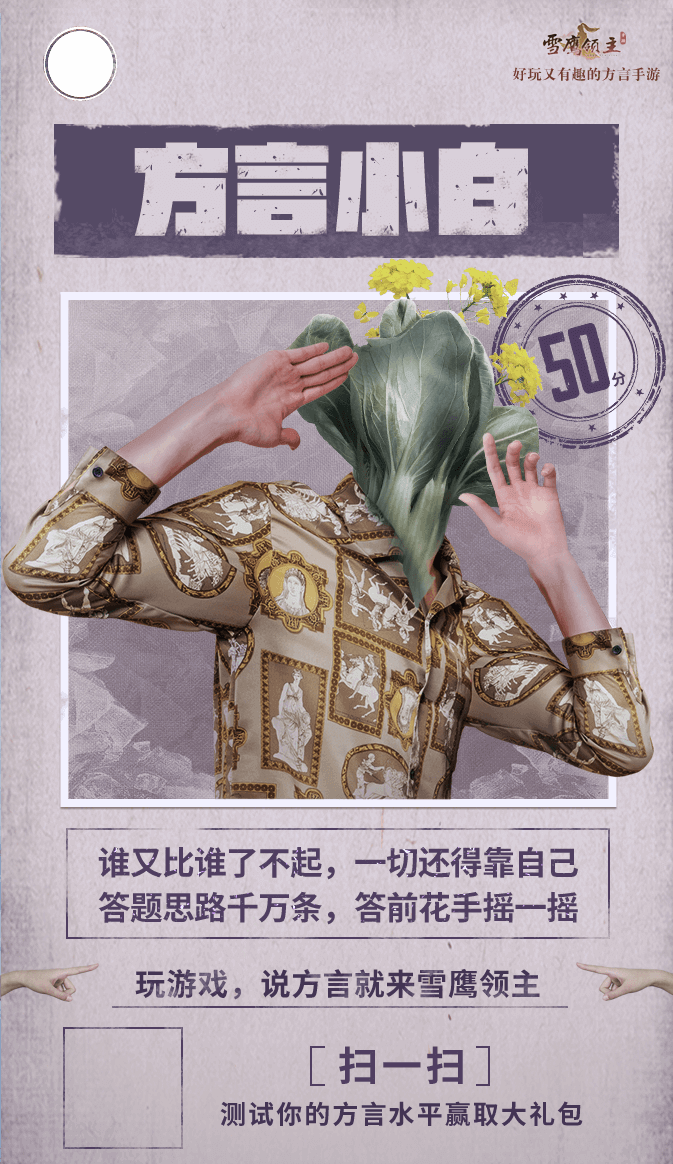 雪鹰领主
好玩又有趣的方言手游
方言小白
50分
谁又比谁了不起，一切还得靠自己
答题思路千万条，答前花手摇一摇
玩游戏，说方言就来雪鹰领主
［扫一扫］
测试你的方言水平赢取大礼包